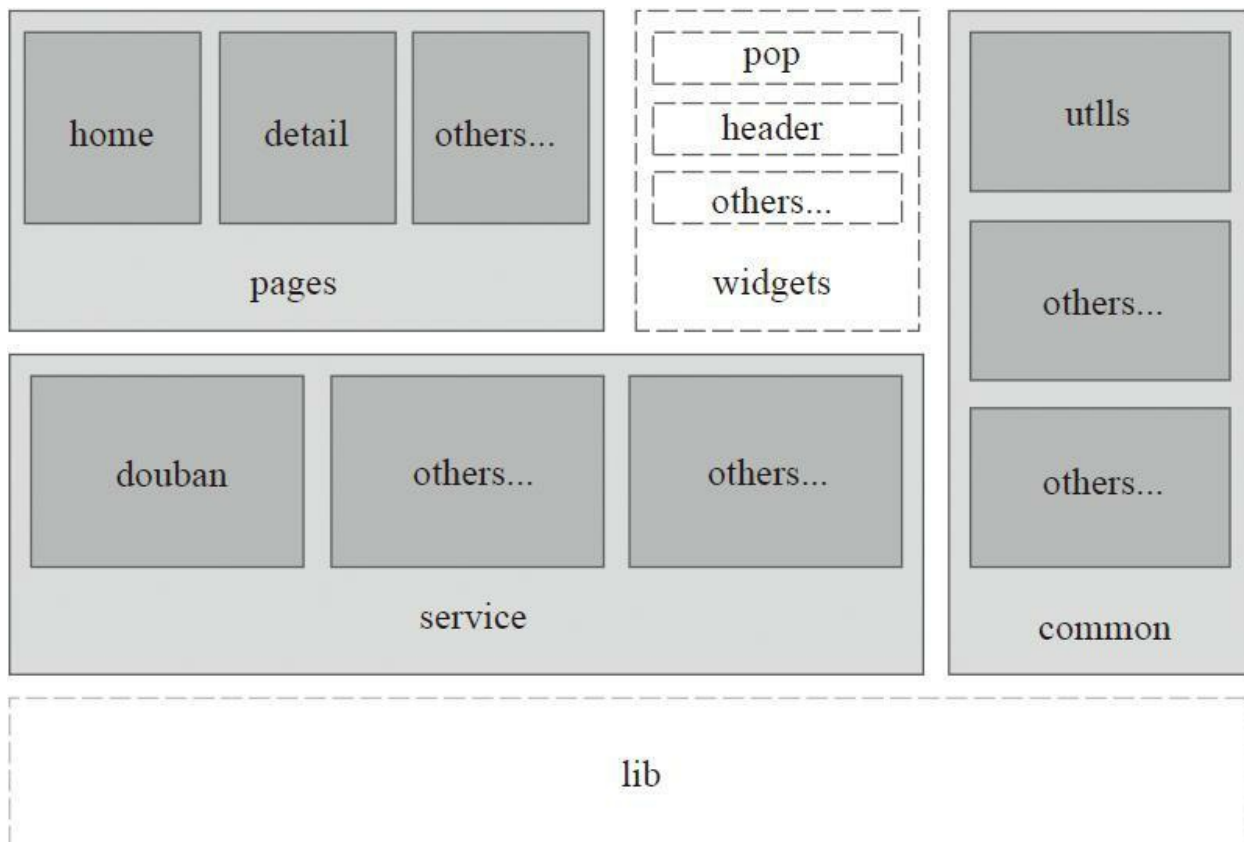 home
detail
others...
pages
pop
header
others...
widgets
utlls
others...
others...
common
douban
others...
others...
service
lib